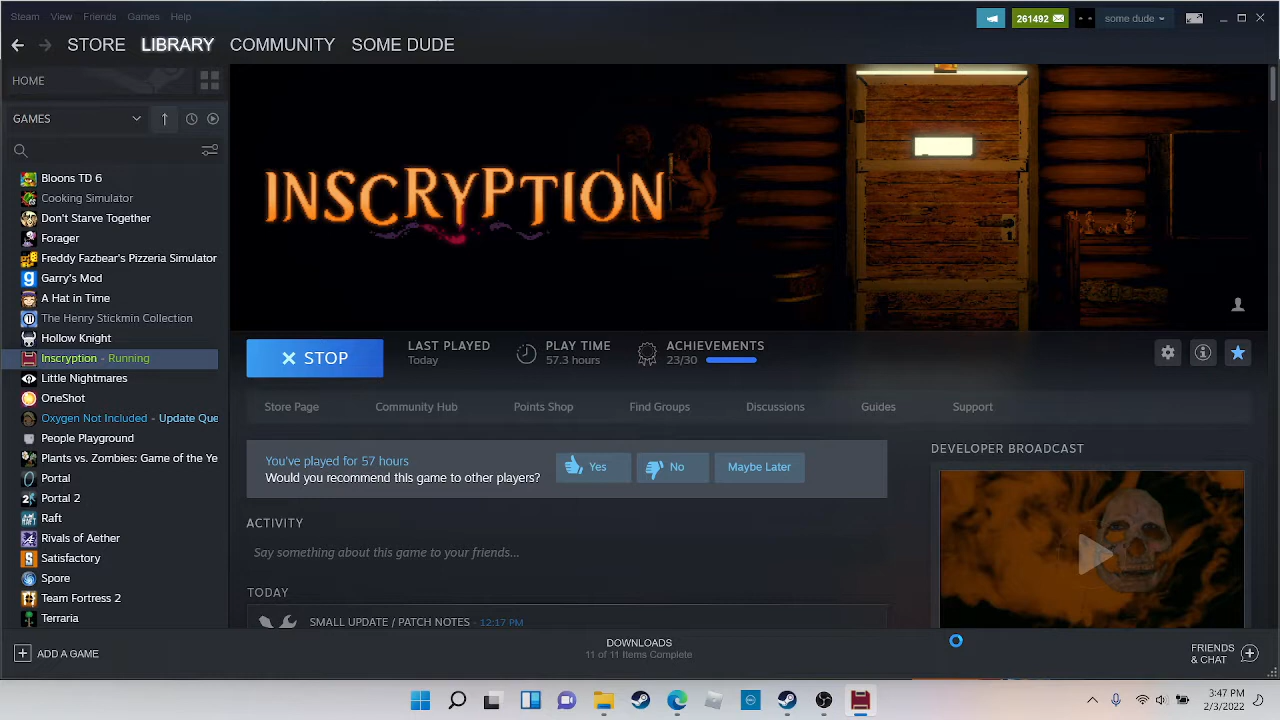 Steam View Friends Games Help
261492
some dude
STORE LIBRARY COMMUNITY SOME DUDE
HOME
GAMES
Bloons TD 6
Cooking Simulator
Don't Starve Together
Forager
Freddy Fazbear's Pizzeria Simulator
Garry's Mod
A Hat in Time
The Henry Stickmin Collection
Hollow Knight
Inscryption - Running
Little Nightmares
OneShot
Oxygen Not Included - Update Que
People Playground
Plants vs. Zombies: Game of the Ye
Portal
Portal 2
Raft
Rivals of Aether
Satisfactory
Spore
Team Fortress 2
Terraria
ADD A GAME
INSCRYPTION
STOP
LAST PLAYED
Today
PLAY TIME
57.3 hours
ACHIEVEMENTS
23/30
Store Page Community Hub Points Shop Find Groups Discussions Guides Support
You've played for 57 hours
Would you recommend this game to other players?
Yes No Maybe Later
DEVELOPER BROADCAST
ACTIVITY
Say something about this game to your friends...
TODAY
SMALL UPDATE / PATCH NOTES - 12:17 PM
DOWNLOADS
11 of 11 Items Complete
FRIENDS
& CHAT
3:47 PM
2/3/2022